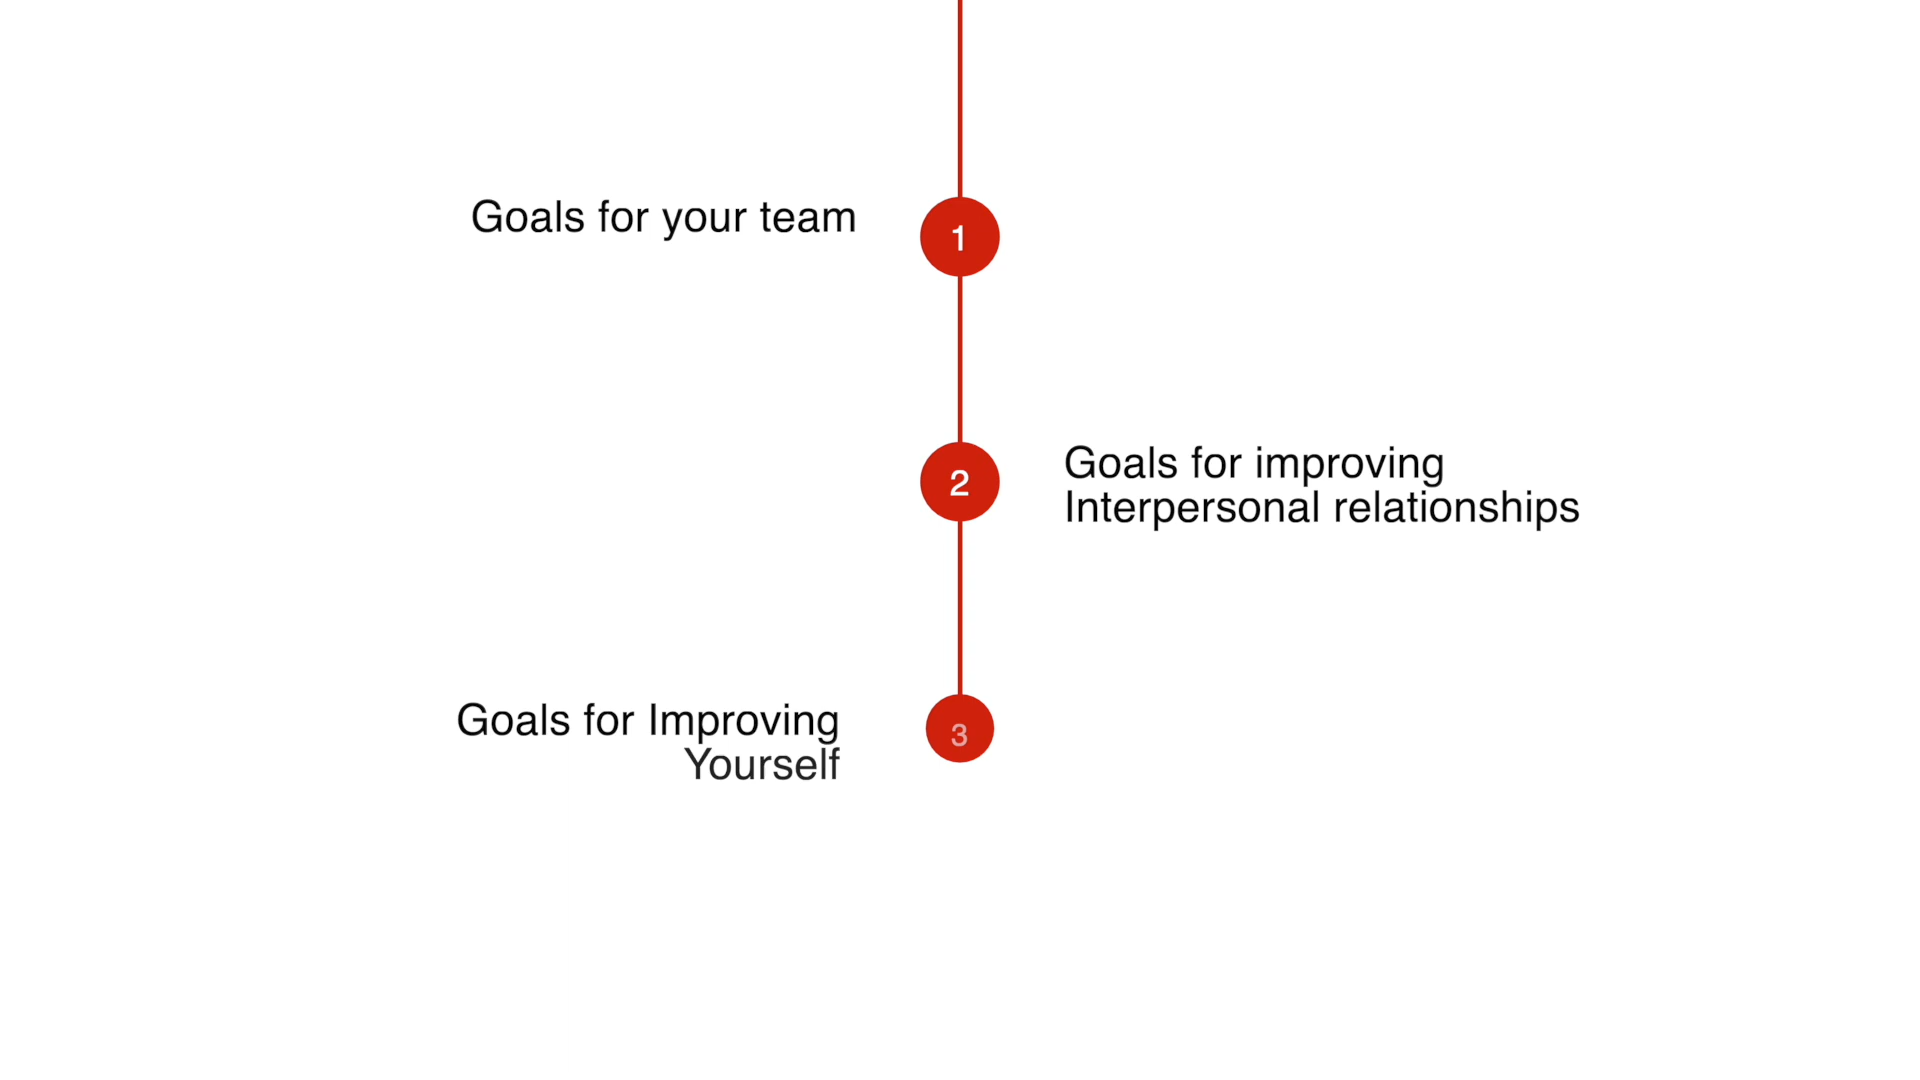 Goals for your team
1
2
Goals for improving
Interpersonal relationships
Goals for Improving
Yourself
3